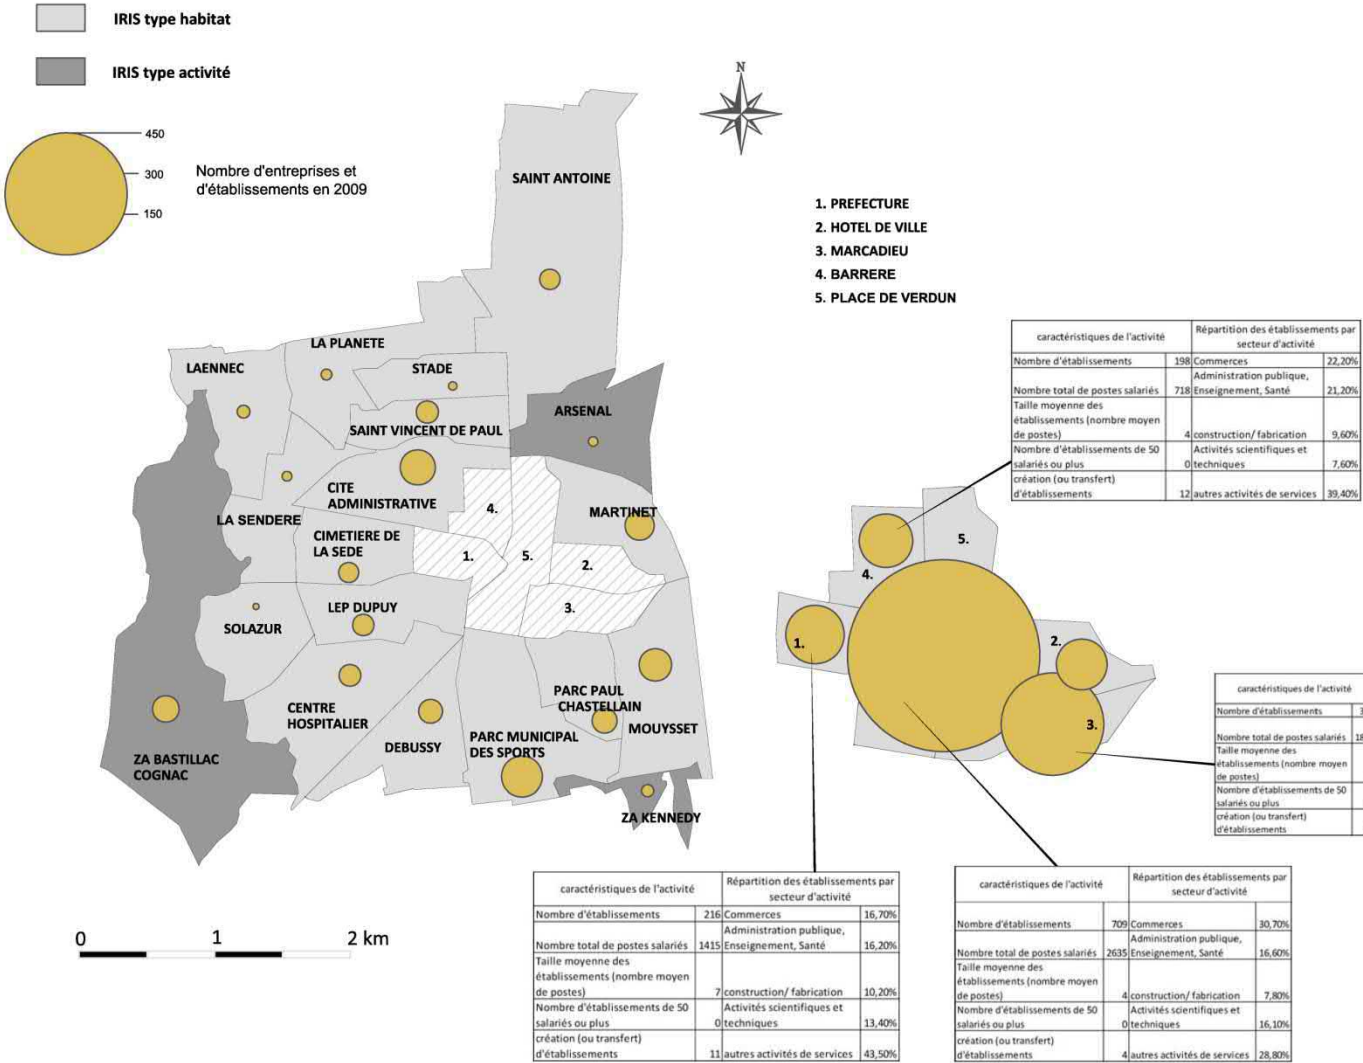 IRIS type habitat
IRIS type activité
450
300
150
Nombre d'entreprises et
d'établissements en 2009
N
1. PREFECTURE
2. HOTEL DE VILLE
3. MARCADIEU
4. BARRERE
5. PLACE DE VERDUN
SAINT ANTOINE
LA PLANETE
LAENNEC
STADE
ARSENAL
SAINT VINCENT DE PAUL
CITE
ADMINISTRATIVE
LA SENDERE
MARTINET
CIMETIERE DE
LA SEDE
4.
1.
5.
2.
3.
LEP DUPUY
SOLAZUR
CENTRE
HOSPITALIER
DEBUSSY
PARC PAUL
CHASTELLAIN
PARC MUNICIPAL
DES SPORTS
MOUYSSET
ZA BASTILLAC
COGNAC
ZA KENNEDY
0 1 2 km
5.
4.
1.
2.
3.
caractéristiques de l'activité Répartition des établissements par
secteur d'activité
Nombre d'établissements 198 Commerces 22,20%
Administration publique,
Nombre total de postes salariés 718 Enseignement, Santé 21,20%
Taille moyenne des
établissements (nombre moyen
de postes) 4 construction/ fabrication 9,60%
Nombre d'établissements de 50 Activités scientifiques et
salariés ou plus 0 techniques 7,60%
création (ou transfert)
d'établissements 12 autres activités de services 39,40%
caractéristiques de l'activité
Nombre d'établissements 3
Nombre total de postes salariés 18
Taille moyenne des
établissements (nombre moyen
de postes)
Nombre d'établissements de 50
salariés ou plus
création (ou transfert)
d'établissements
caractéristiques de l'activité Répartition des établissements par
secteur d'activité
Nombre d'établissements 216 Commerces 16,70%
Administration publique,
Nombre total de postes salariés 1415 Enseignement, Santé 16,20%
Taille moyenne des
établissements (nombre moyen
de postes) 7 construction/ fabrication 10,20%
Nombre d'établissements de 50 Activités scientifiques et
salariés ou plus 0 techniques 13,40%
création (ou transfert)
d'établissements 11 autres activités de services 43,50%
caractéristiques de l'activité Répartition des établissements par
secteur d'activité
Nombre d'établissements 709 Commerces 30,70%
Administration publique,
Nombre total de postes salariés 2635 Enseignement, Santé 16,60%
Taille moyenne des
établissements (nombre moyen
de postes) 4 construction/ fabrication 7,80%
Nombre d'établissements de 50 Activités scientifiques et
salariés ou plus 0 techniques 16,10%
création (ou transfert)
d'établissements 4 autres activités de services 28,80%